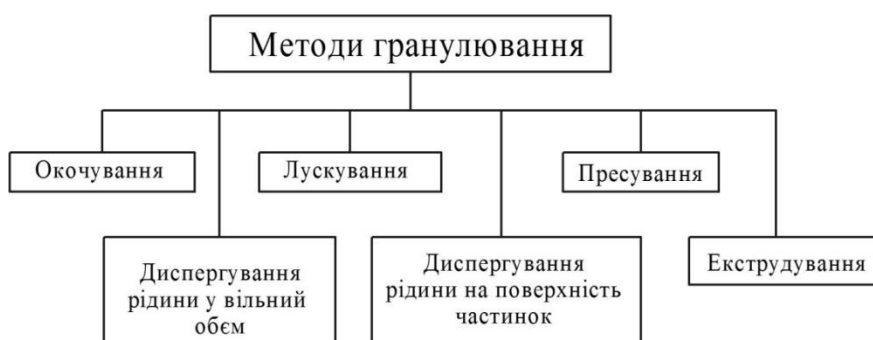 Методи гранулювання
Окочування
Лускування
Пресування
Диспергування
рідини у вільний
обєм
Диспергування
рідини на поверхність
частинок
Екструдування